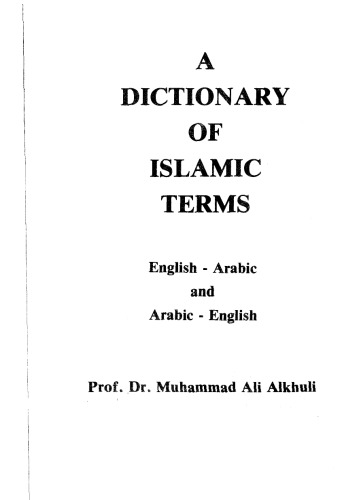 A
DICTIONARY
OF
ISLAMIC
TERMS
English - Arabic
and
Arabic - English
Prof. Dr. Muhammad Ali Alkhuli